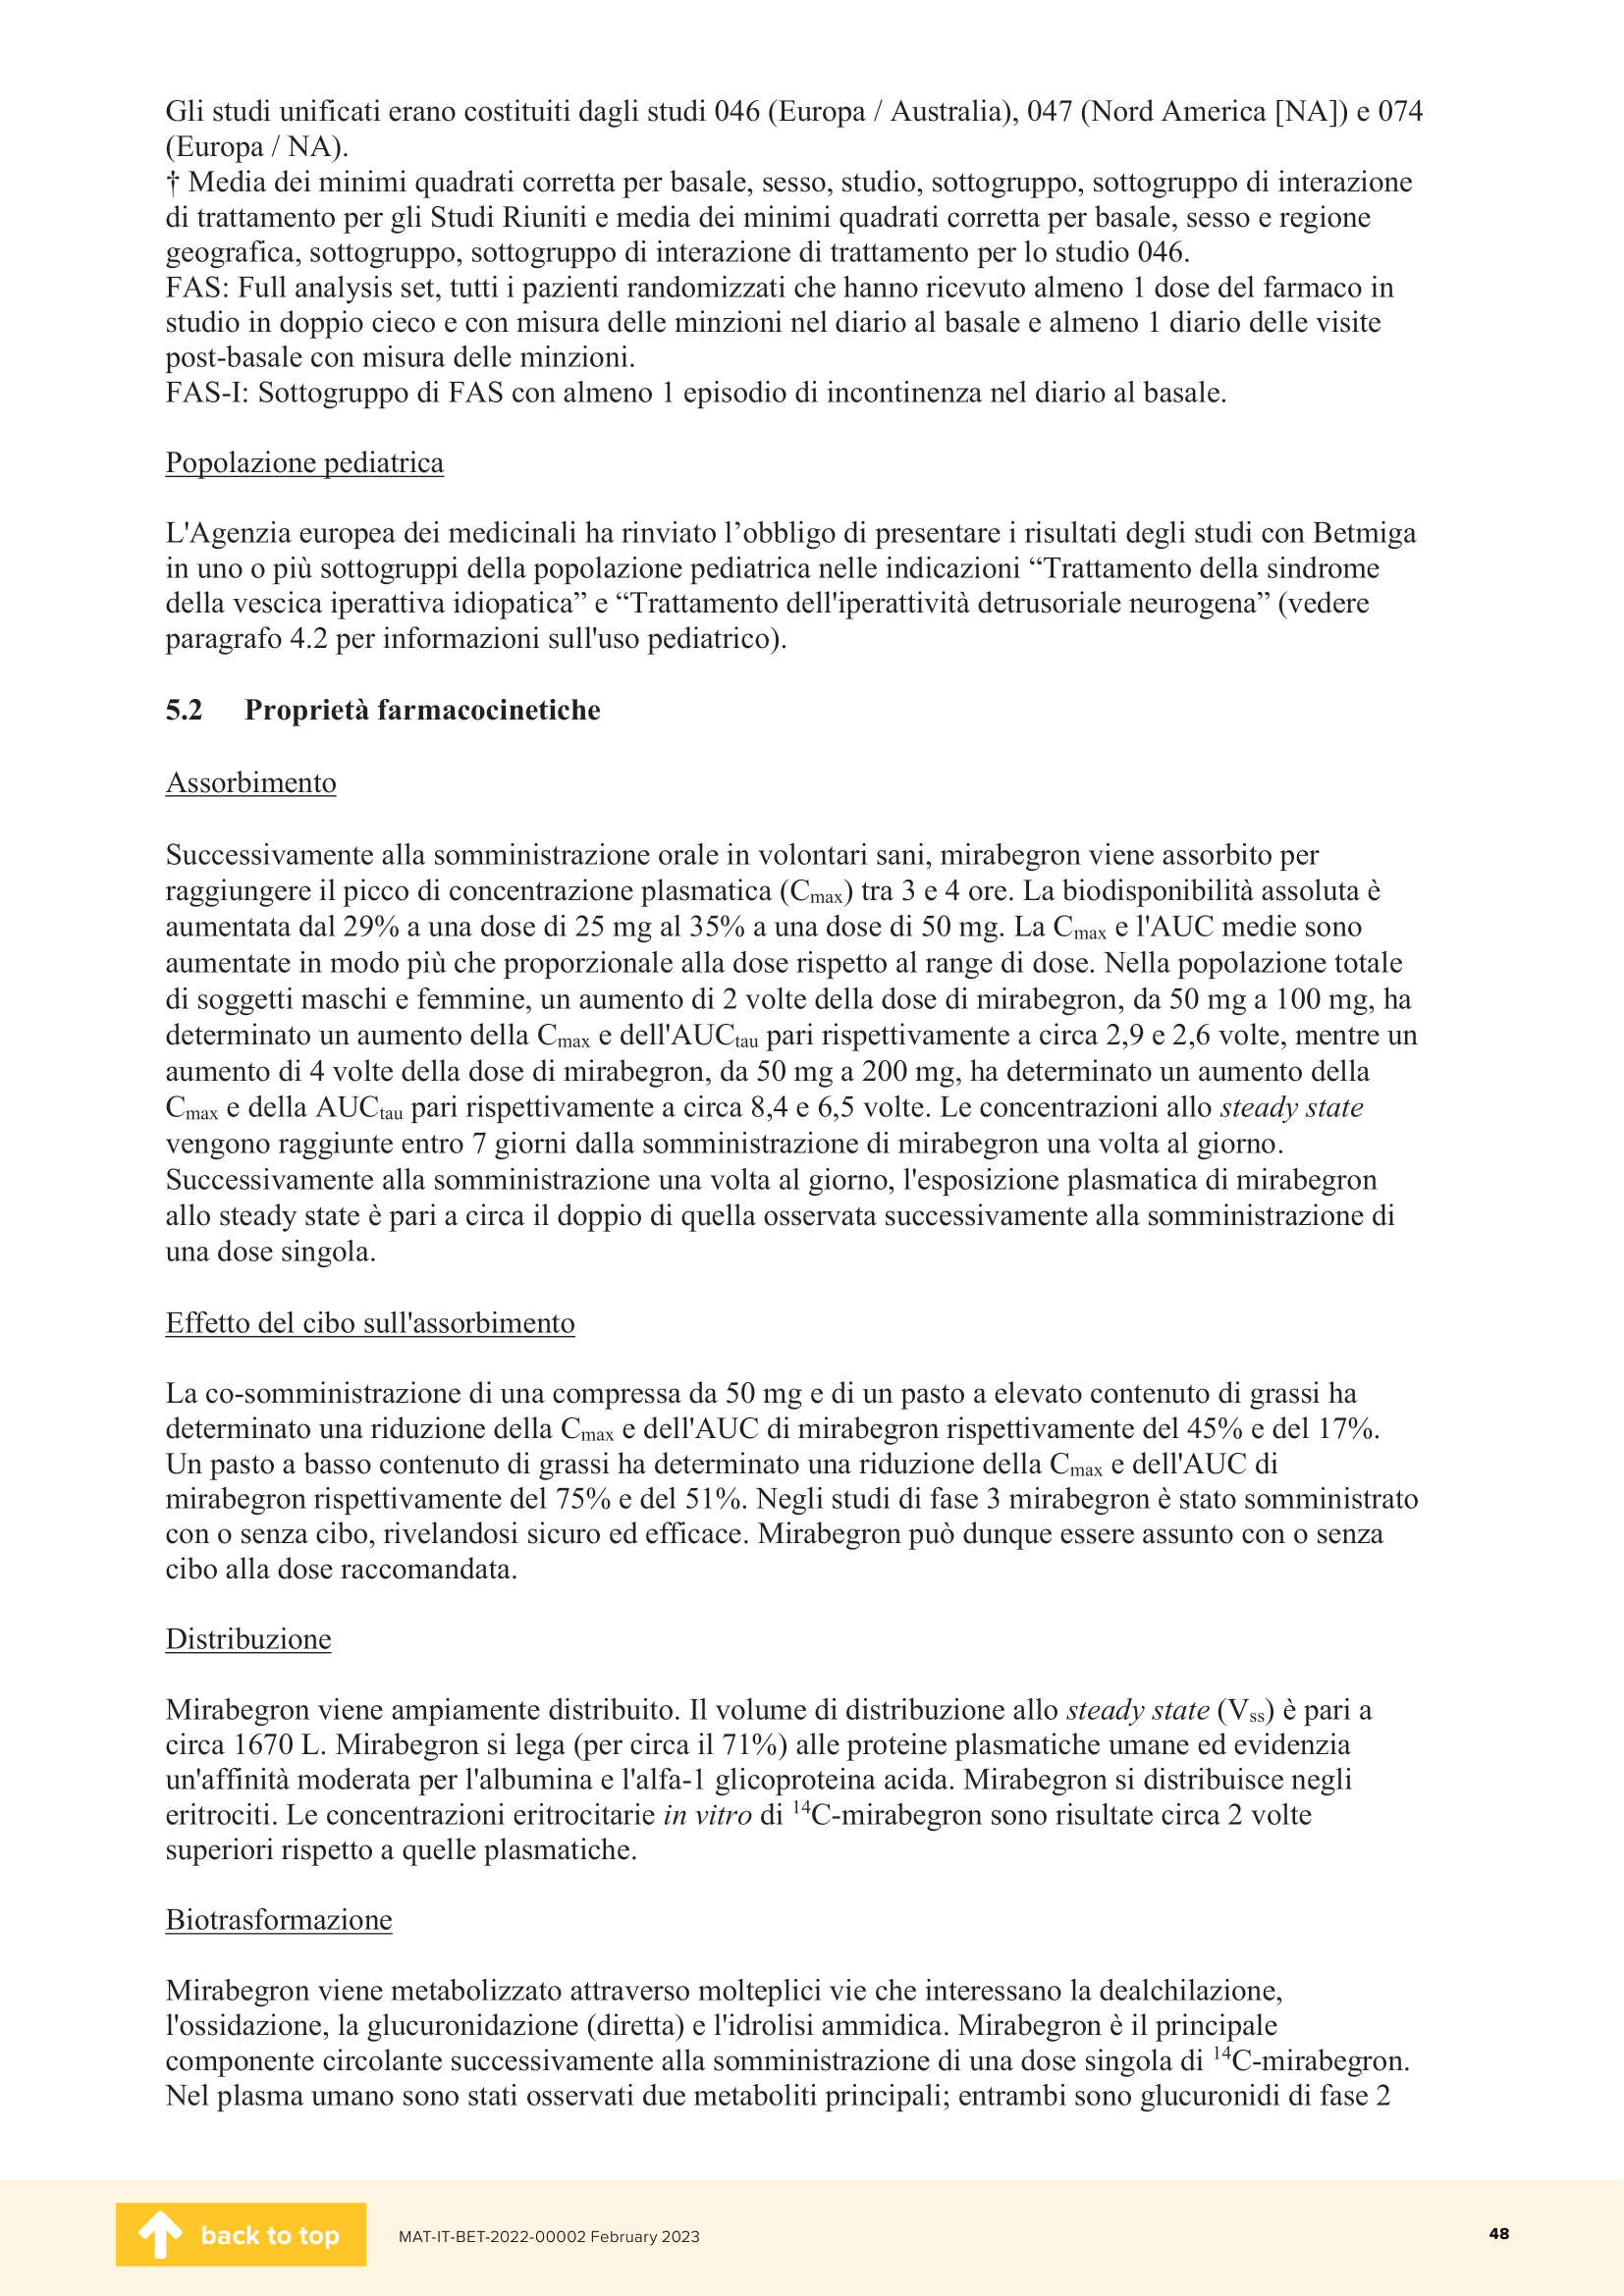 Gli studi unificati erano costituiti dagli studi 046 (Europa / Australia), 047 (Nord America [NA]) e 074
(Europa / NA).
† Media dei minimi quadrati corretta per basale, sesso, studio, sottogruppo, sottogruppo di interazione
di trattamento per gli Studi Riuniti e media dei minimi quadrati corretta per basale, sesso e regione
geografica, sottogruppo, sottogruppo di interazione di trattamento per lo studio 046.
FAS: Full analysis set, tutti i pazienti randomizzati che hanno ricevuto almeno 1 dose del farmaco in
studio in doppio cieco e con misura delle minzioni nel diario al basale e almeno 1 diario delle visite
post-basale con misura delle minzioni.
FAS-I: Sottogruppo di FAS con almeno 1 episodio di incontinenza nel diario al basale.
Popolazione pediatrica
L'Agenzia europea dei medicinali ha rinviato l’obbligo di presentare i risultati degli studi con Betmiga
in uno o più sottogruppi della popolazione pediatrica nelle indicazioni “Trattamento della sindrome
della vescica iperattiva idiopatica” e “Trattamento dell'iperattività detrusoriale neurogena” (vedere
paragrafo 4.2 per informazioni sull'uso pediatrico).
5.2 Proprietà farmacocinetiche
Assorbimento
Successivamente alla somministrazione orale in volontari sani, mirabegron viene assorbito per
raggiungere il picco di concentrazione plasmatica (Cmax) tra 3 e 4 ore. La biodisponibilità assoluta è
aumentata dal 29% a una dose di 25 mg al 35% a una dose di 50 mg. La Cmax e l'AUC medie sono
aumentate in modo più che proporzionale alla dose rispetto al range di dose. Nella popolazione totale
di soggetti maschi e femmine, un aumento di 2 volte della dose di mirabegron, da 50 mg a 100 mg, ha
determinato un aumento della Cmax e dell'AUCtau pari rispettivamente a circa 2,9 e 2,6 volte, mentre un
aumento di 4 volte della dose di mirabegron, da 50 mg a 200 mg, ha determinato un aumento della
Cmax e della AUCtau pari rispettivamente a circa 8,4 e 6,5 volte. Le concentrazioni allo steady state
vengono raggiunte entro 7 giorni dalla somministrazione di mirabegron una volta al giorno.
Successivamente alla somministrazione una volta al giorno, l'esposizione plasmatica di mirabegron
allo steady state è pari a circa il doppio di quella osservata successivamente alla somministrazione di
una dose singola.
Effetto del cibo sull'assorbimento
La co-somministrazione di una compressa da 50 mg e di un pasto a elevato contenuto di grassi ha
determinato una riduzione della Cmax e dell'AUC di mirabegron rispettivamente del 45% e del 17%.
Un pasto a basso contenuto di grassi ha determinato una riduzione della Cmax e dell'AUC di
mirabegron rispettivamente del 75% e del 51%. Negli studi di fase 3 mirabegron è stato somministrato
con o senza cibo, rivelandosi sicuro ed efficace. Mirabegron può dunque essere assunto con o senza
cibo alla dose raccomandata.
Distribuzione
Mirabegron viene ampiamente distribuito. Il volume di distribuzione allo steady state (Vss) è pari a
circa 1670 L. Mirabegron si lega (per circa il 71%) alle proteine plasmatiche umane ed evidenzia
un'affinità moderata per l'albumina e l'alfa-1 glicoproteina acida. Mirabegron si distribuisce negli
eritrociti. Le concentrazioni eritrocitarie in vitro di 14C-mirabegron sono risultate circa 2 volte
superiori rispetto a quelle plasmatiche.
Biotrasformazione
Mirabegron viene metabolizzato attraverso molteplici vie che interessano la dealchilazione,
l'ossidazione, la glucuronidazione (diretta) e l'idrolisi ammidica. Mirabegron è il principale
componente circolante successivamente alla somministrazione di una dose singola di 14C-mirabegron.
Nel plasma umano sono stati osservati due metaboliti principali; entrambi sono glucuronidi di fase 2
back to top
MAT-IT-BET-2022-00002 February 2023
48